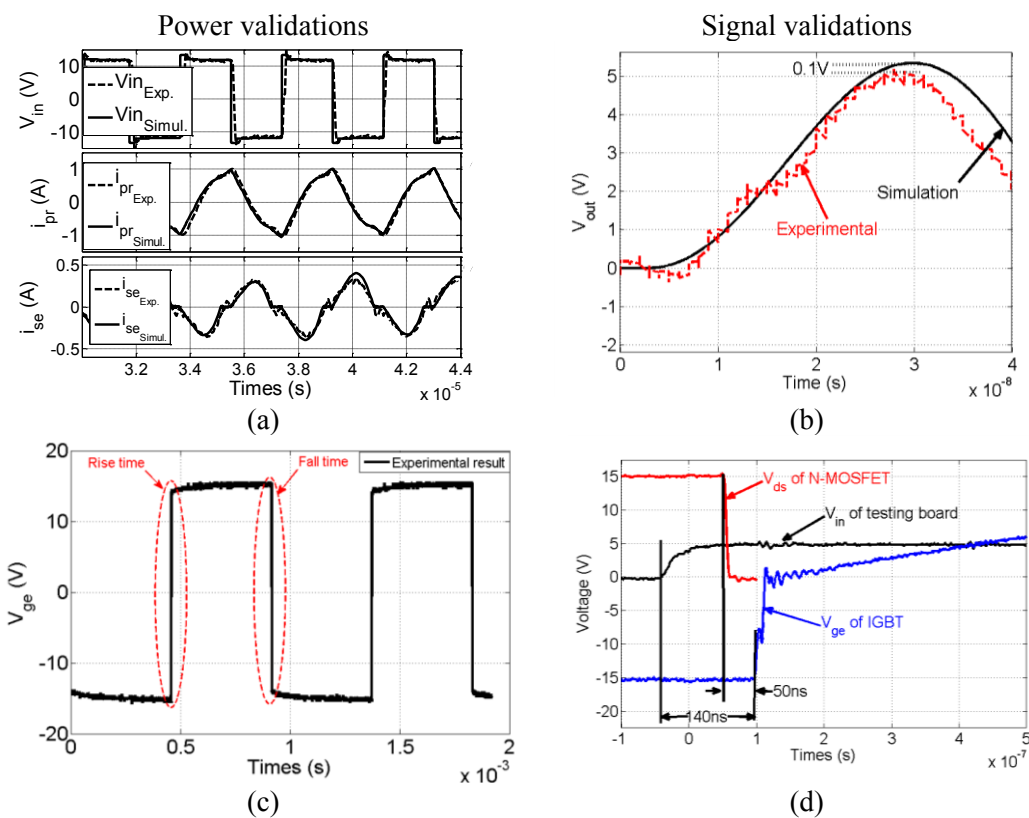 Power validations
Signal validations
10
0
-10
V_in (V)
Vin_Exp.
Vin_Simul.
1
0
-1
i_pr (A)
i_pr_Exp.
i_pr_Simul.
0.5
0
-0.5
i_se (A)
i_se_Exp.
i_se_Simul.
3.2 3.4 3.6 3.8 4 4.2 4.4
Times (s)
x 10^-5
(a)
6
5
4
3
2
1
0
-1
-2
V_out (V)
0.1V
Simulation
Experimental
0 1 2 3 4
Time (s)
x 10^-8
(b)
20
15
10
5
0
-5
-10
-15
-20
V_ge (V)
Rise time
Fall time
Experimental result
0 0.5 1 1.5 2
Times (s)
x 10^-3
(c)
20
15
10
5
0
-5
-10
-15
-20
Voltage (V)
V_ds of N-MOSFET
V_in of testing board
V_ge of IGBT
50ns
140ns
-1 0 1 2 3 4 5
Times (s)
x 10^-7
(d)